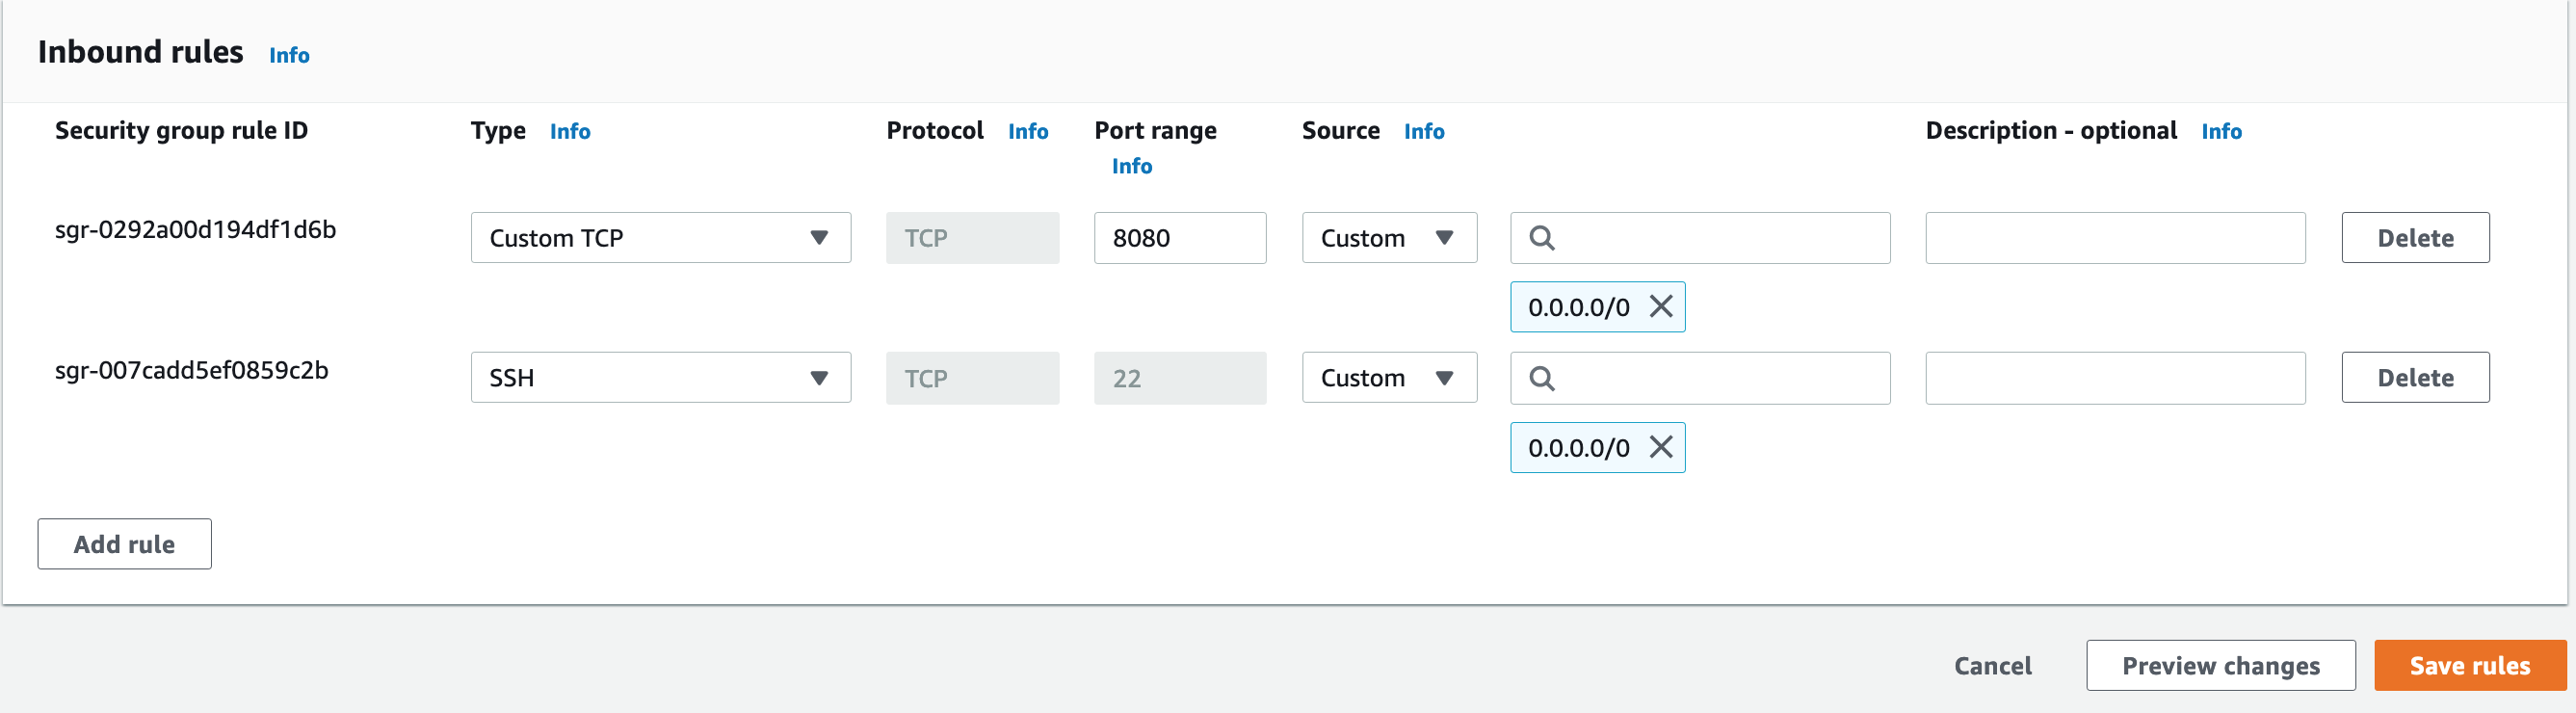 Inbound rules Info
Security group rule ID Type Info Protocol Info Port range Info Source Info Description - optional Info
sgr-0292a00d194df1d6b Custom TCP TCP 8080 Custom Delete
0.0.0.0/0
sgr-007cadd5ef0859c2b SSH TCP 22 Custom Delete
0.0.0.0/0
Add rule
Cancel Preview changes Save rules